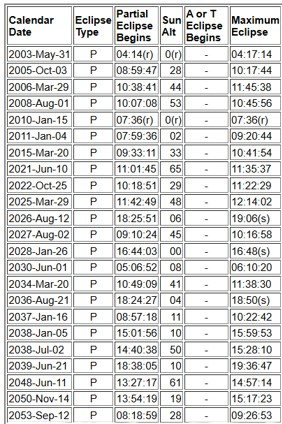 Calendar Date Eclipse Type Partial Eclipse Begins Sun Alt A or T Eclipse Begins Maximum Eclipse
2003-May-31 P 04:14(r) 0(r) - 04:17:14
2005-Oct-03 P 08:59:47 28 - 10:17:44
2006-Mar-29 P 10:38:41 44 - 11:45:38
2008-Aug-01 P 10:07:08 53 - 10:45:56
2010-Jan-15 P 07:36(r) 0(r) - 07:36(r)
2011-Jan-04 P 07:59:36 02 - 09:20:44
2015-Mar-20 P 09:33:11 33 - 10:41:54
2021-Jun-10 P 11:01:45 65 - 11:35:37
2022-Oct-25 P 10:18:51 29 - 11:22:29
2025-Mar-29 P 11:42:49 48 - 12:14:02
2026-Aug-12 P 18:25:51 06 - 19:06(s)
2027-Aug-02 P 09:10:24 45 - 10:16:58
2028-Jan-26 P 16:44:03 00 - 16:48(s)
2030-Jun-01 P 05:06:52 08 - 06:10:20
2034-Mar-20 P 10:49:09 41 - 11:38:30
2036-Aug-21 P 18:24:27 04 - 18:50(s)
2037-Jan-16 P 08:57:18 11 - 10:22:42
2038-Jan-05 P 15:01:56 10 - 15:59:53
2038-Jul-02 P 14:40:38 50 - 15:28:10
2039-Jun-21 P 18:38:05 10 - 19:36:47
2048-Jun-11 P 13:27:17 61 - 14:57:14
2050-Nov-14 P 13:54:19 19 - 15:17:23
2053-Sep-12 P 08:18:59 28 - 09:26:53